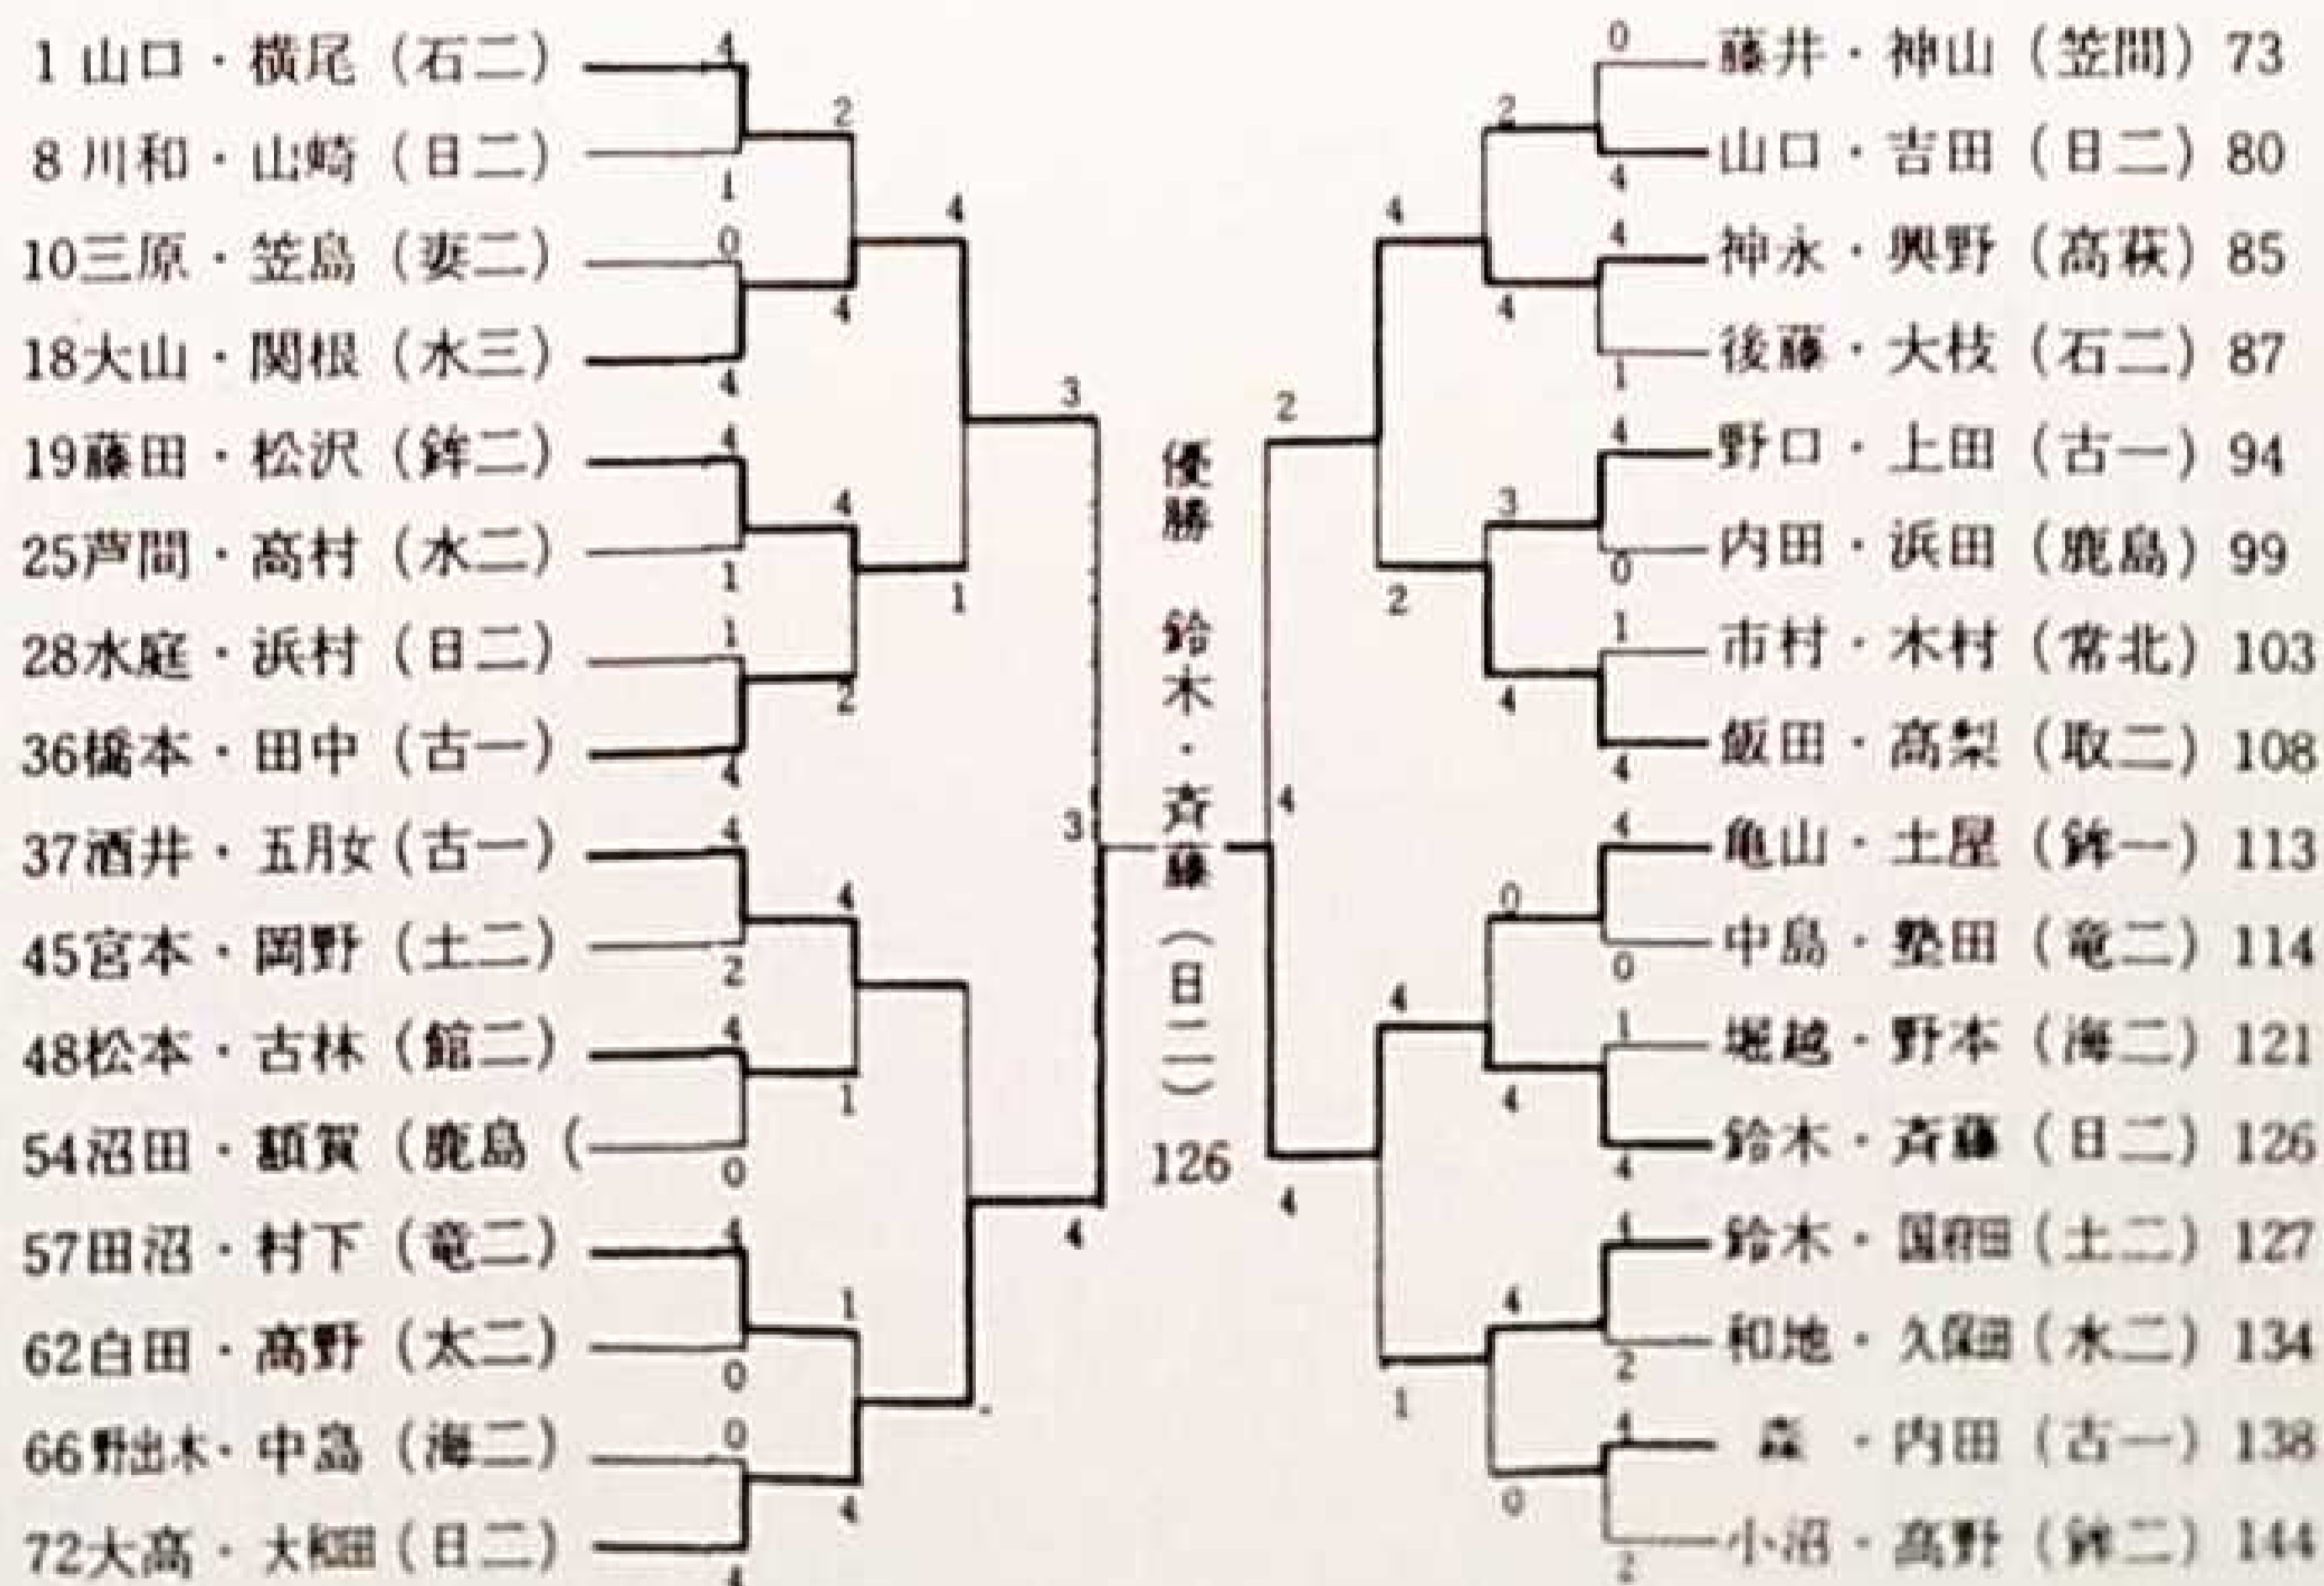 1 山口・横尾 (石二)
8 川和・山崎 (日二)
10三原・笠島 (妻二)
18大山・関根 (水三)
19藤田・松沢 (鉾二)
25芦間・高村 (水二)
28水庭・浜村 (日二)
36橋本・田中 (古一)
37酒井・五月女 (古一)
45宮本・岡野 (土二)
48松本・古林 (館二)
54沼田・額賀 (鹿島 (
57田沼・村下 (竜二)
62白田・高野 (太二)
66野出木・中島 (海二)
72大高・大和田 (日二)
4
1
0
4
4
1
1
4
4
2
4
0
4
0
0
4
2
4
4
2
4
1
1
4
4
1
3
4
3
優勝 鈴木・斉藤(日二) 126
4
2
4
4
2
4
1
2
4
3
4
0
4
4
0
0
4
4
1
4
0
1
4
4
0
1
4
4
2
4
2
藤井・神山 (笠間) 73
山口・吉田 (日二) 80
神永・興野 (高萩) 85
後藤・大枝 (石二) 87
野口・上田 (古一) 94
内田・浜田 (鹿島) 99
市村・木村 (常北) 103
飯田・高梨 (取二) 108
亀山・土屋 (鉾一) 113
中島・塾田 (竜二) 114
堀越・野本 (海二) 121
鈴木・斉藤 (日二) 126
鈴木・国府田 (土二) 127
和地・久保田 (水二) 134
森・内田 (古一) 138
小沼・高野 (鉾二) 144